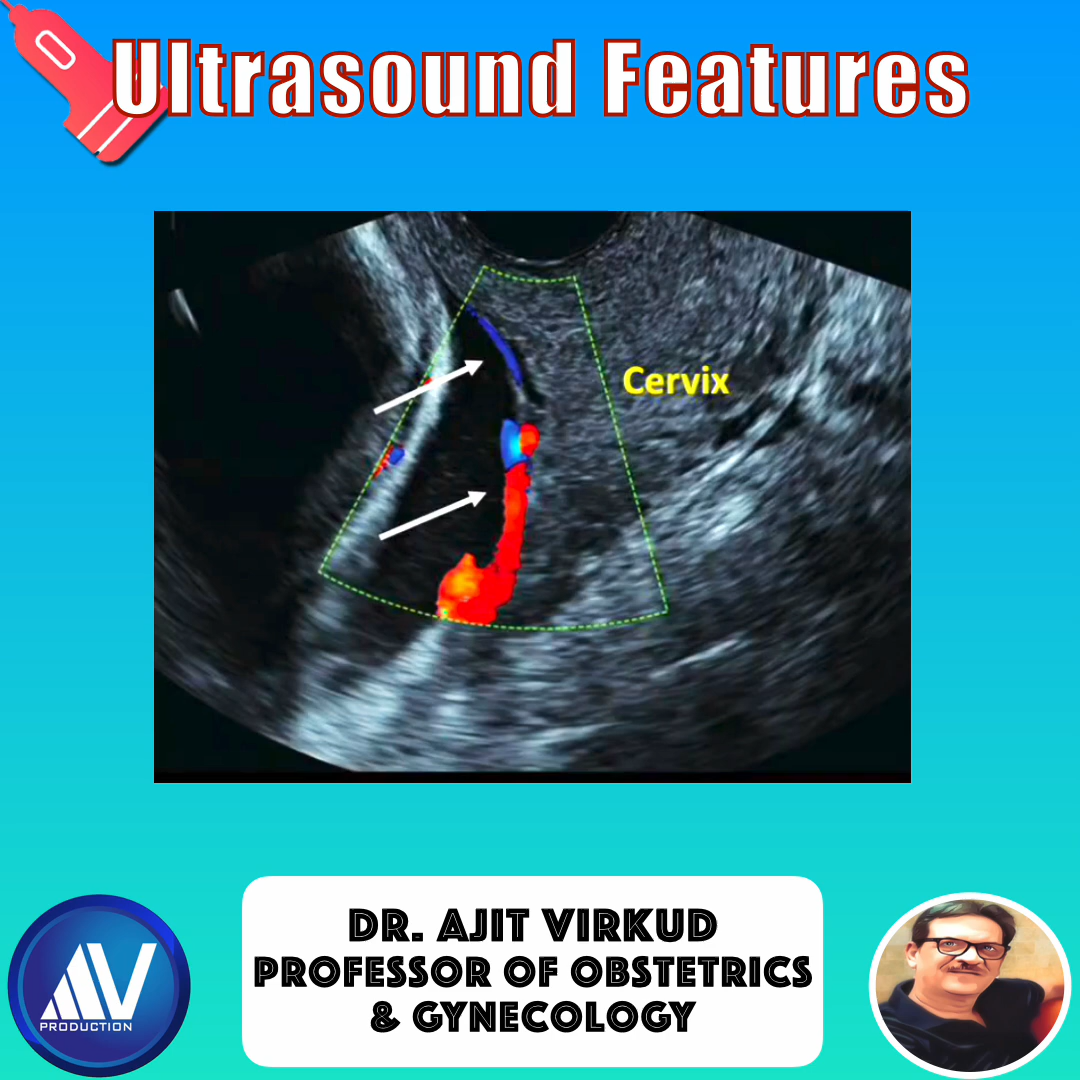 Ultrasound Features
Cervix
DR. AJIT VIRKUD
PROFESSOR OF OBSTETRICS
& GYNECOLOGY
AV
PRODUCTION